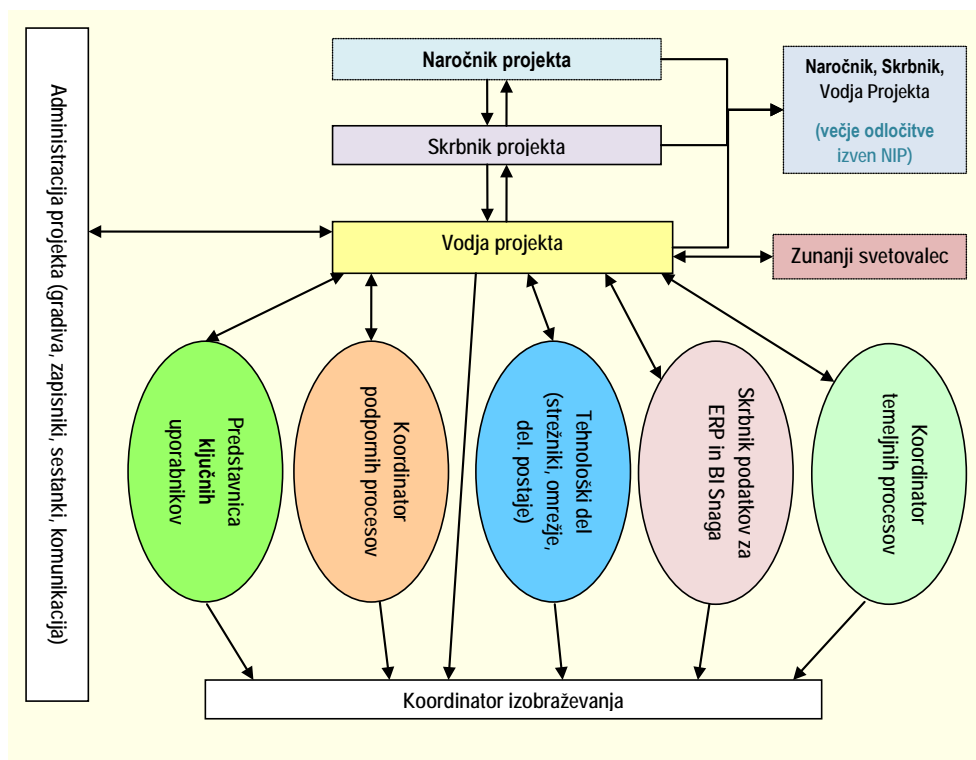 Administracija projekta (gradiva, zapisniki, sestanki, komunikacija)
Naročnik projekta
Skrbnik projekta
Naročnik, Skrbnik,
Vodja Projekta
(večje odločitve
izven NIP)
Vodja projekta
Zunanji svetovalec
Predstavnica
ključnih
uporabnikov
Koordinator
podpornih procesov
Tehnološki del
(strežniki, omrežje,
del. postaje)
Skrbnik podatkov za
ERP in BI Snaga
Koordinator
temeljnih procesov
Koordinator izobraževanja